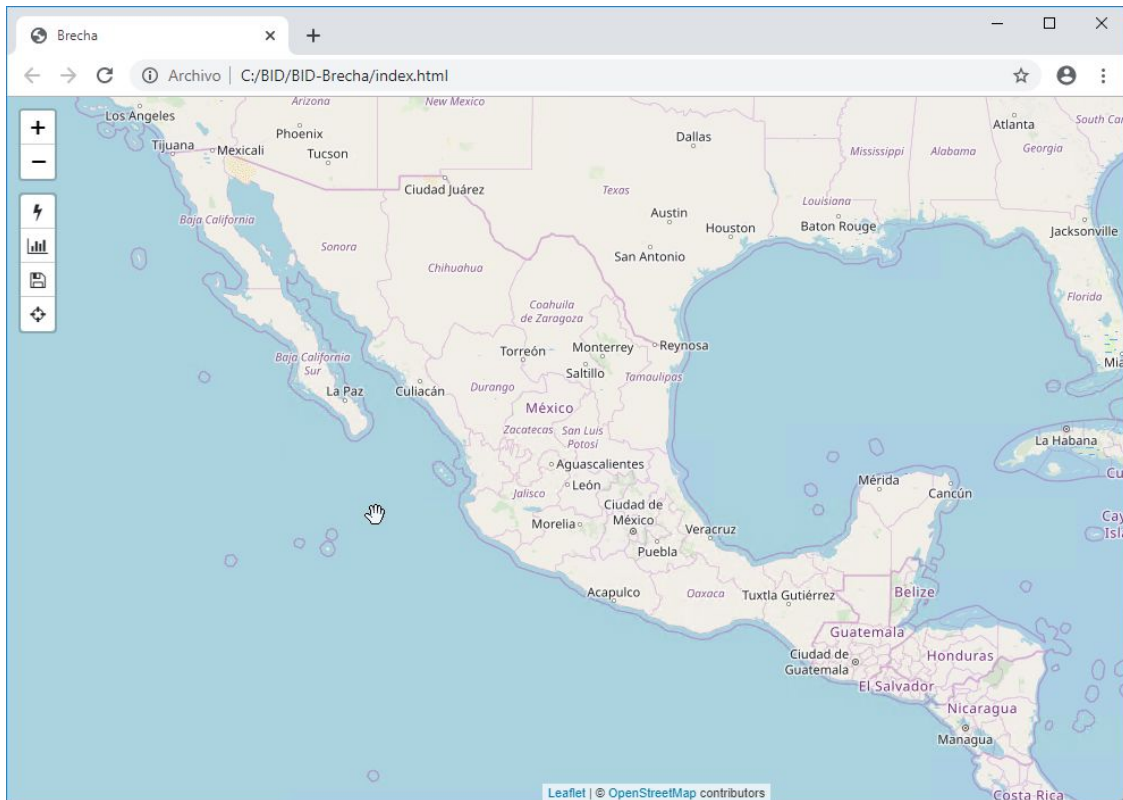 Brecha
Archivo
C:/BID/BID-Brecha/index.html
Arizona
New Mexico
Los Angeles
Phoenix
Dallas
Atlanta
South Car
Tijuana
Mexicali
Tucson
Mississippi
Alabama
Georgia
Ciudad Juárez
Texas
Baja California
Austin
Louisiana
Sonora
Houston
Baton Rouge
Jacksonville
San Antonio
Chihuahua
Florida
Coahuila
de Zaragoza
Torreón
Monterrey
Reynosa
Baja California
Sur
Saltillo
Tamaulipas
Mia
La Paz
Culiacán
Durango
México
Zacatecas
San Luis
Potosí
La Habana
Aguascalientes
Cu
Jalisco
León
Mérida
Cancún
Ciudad de
México
Cay
Isla
Morelia
Veracruz
Puebla
Acapulco
Oaxaca
Tuxtla Gutiérrez
Belize
Guatemala
Ciudad de
Guatemala
Honduras
El Salvador
Nicaragua
Managua
Costa Rica
Leaflet | © OpenStreetMap contributors